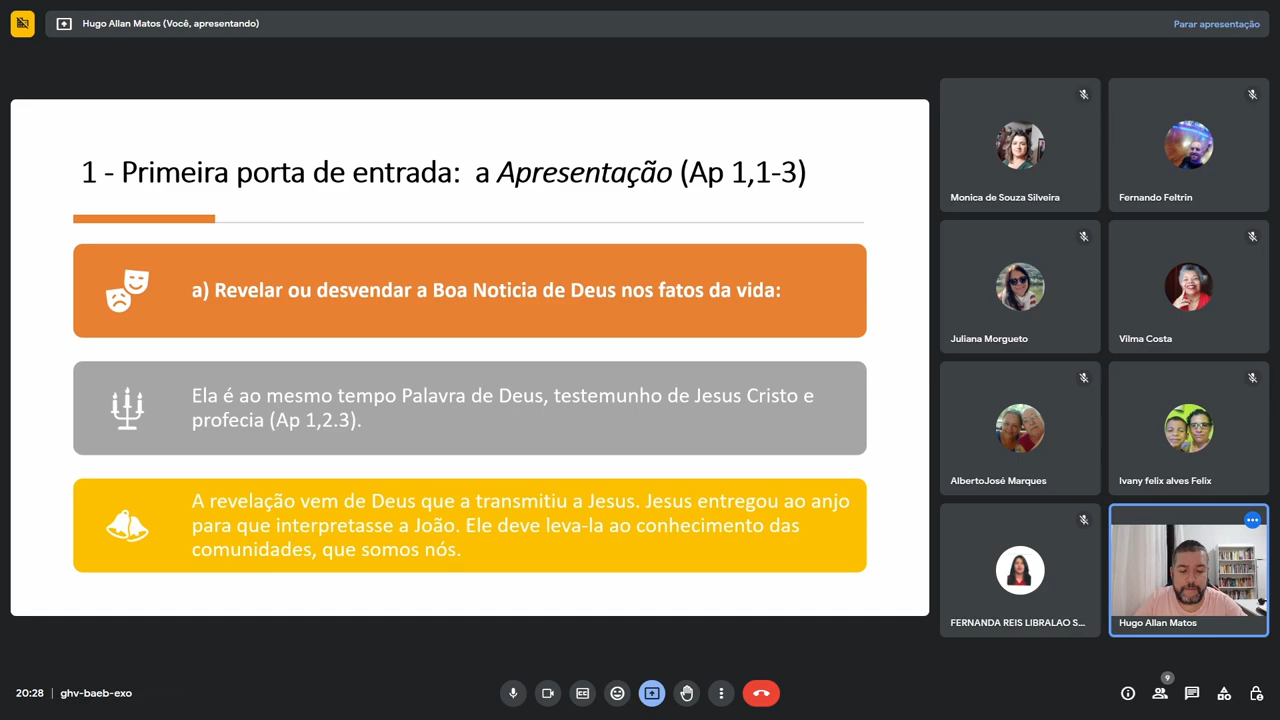 Hugo Allan Matos (Você, apresentando)
Parar apresentação
1 - Primeira porta de entrada: a Apresentação (Ap 1,1-3)
a) Revelar ou desvendar a Boa Noticia de Deus nos fatos da vida:
Ela é ao mesmo tempo Palavra de Deus, testemunho de Jesus Cristo e
profecia (Ap 1,2.3).
A revelação vem de Deus que a transmitiu a Jesus. Jesus entregou ao anjo
para que interpretasse a João. Ele deve leva-la ao conhecimento das
comunidades, que somos nós.
Monica de Souza Silveira
Fernando Feltrin
Juliana Morgueto
Vilma Costa
AlbertoJosé Marques
Ivany felix alves Felix
FERNANDA REIS LIBRALAO S...
Hugo Allan Matos
20:28 | ghv-baeb-exo
9